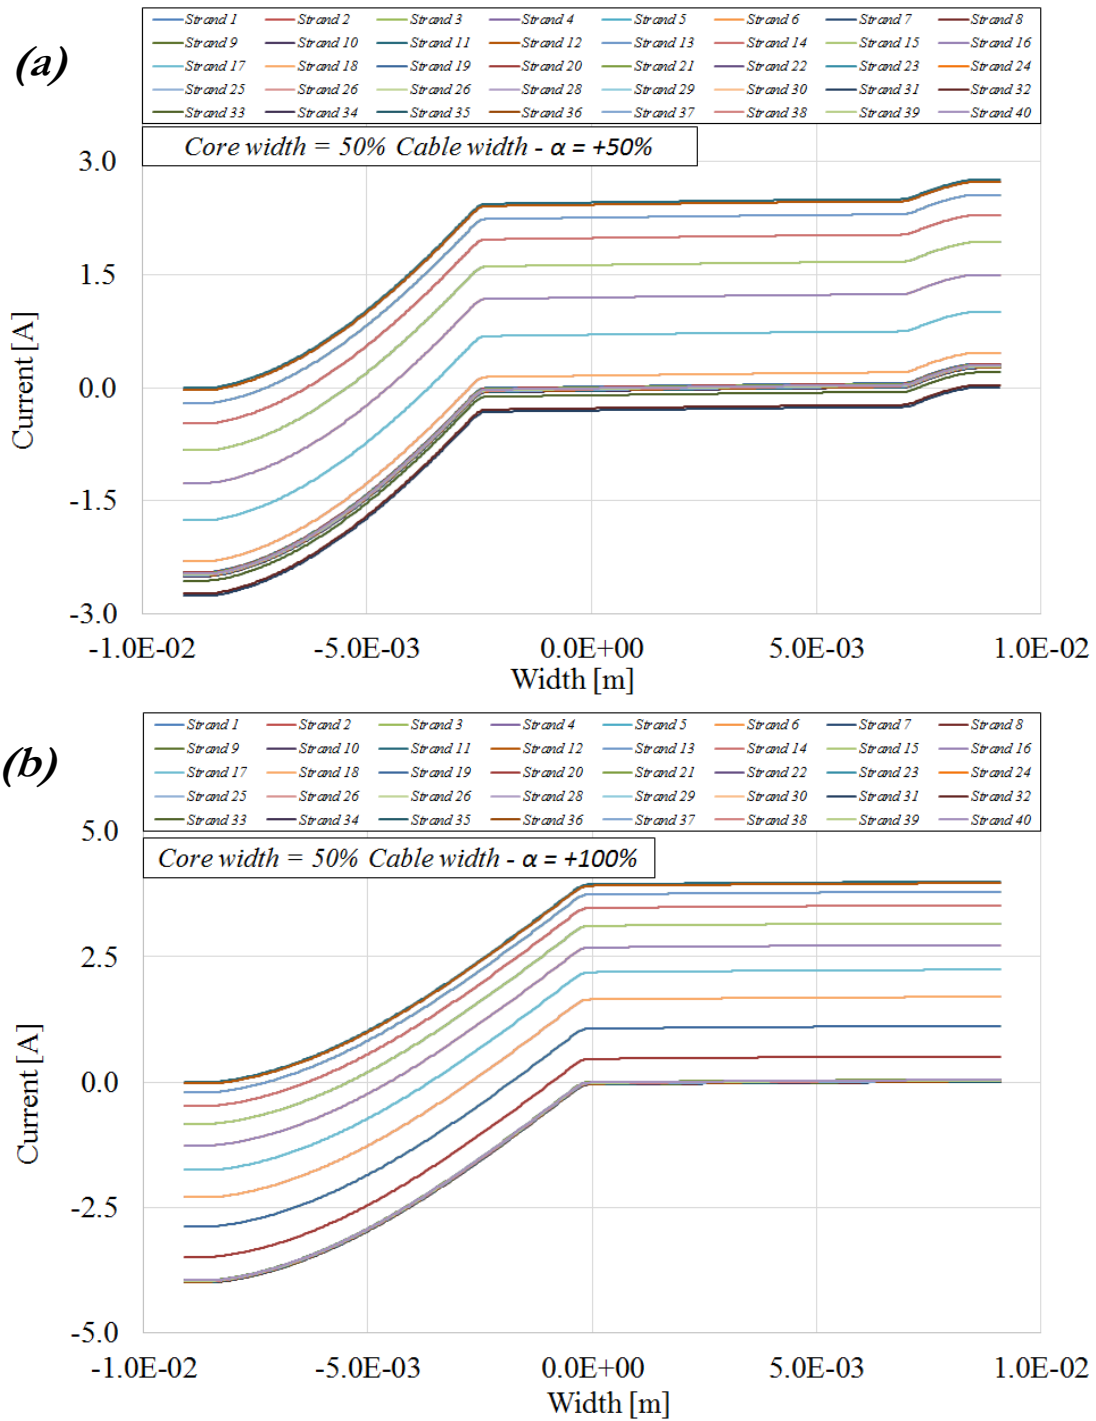 (a)
Strand 1 Strand 2 Strand 3 Strand 4 Strand 5 Strand 6 Strand 7 Strand 8
Strand 9 Strand 10 Strand 11 Strand 12 Strand 13 Strand 14 Strand 15 Strand 16
Strand 17 Strand 18 Strand 19 Strand 20 Strand 21 Strand 22 Strand 23 Strand 24
Strand 25 Strand 26 Strand 26 Strand 28 Strand 29 Strand 30 Strand 31 Strand 32
Strand 33 Strand 34 Strand 35 Strand 36 Strand 37 Strand 38 Strand 39 Strand 40
Core width = 50% Cable width - α = +50%
3.0
1.5
0.0
-1.5
-3.0
Current [A]
-1.0E-02 -5.0E-03 0.0E+00 5.0E-03 1.0E-02
Width [m]
(b)
Strand 1 Strand 2 Strand 3 Strand 4 Strand 5 Strand 6 Strand 7 Strand 8
Strand 9 Strand 10 Strand 11 Strand 12 Strand 13 Strand 14 Strand 15 Strand 16
Strand 17 Strand 18 Strand 19 Strand 20 Strand 21 Strand 22 Strand 23 Strand 24
Strand 25 Strand 26 Strand 26 Strand 28 Strand 29 Strand 30 Strand 31 Strand 32
Strand 33 Strand 34 Strand 35 Strand 36 Strand 37 Strand 38 Strand 39 Strand 40
Core width = 50% Cable width - α = +100%
5.0
2.5
0.0
-2.5
-5.0
Current [A]
-1.0E-02 -5.0E-03 0.0E+00 5.0E-03 1.0E-02
Width [m]